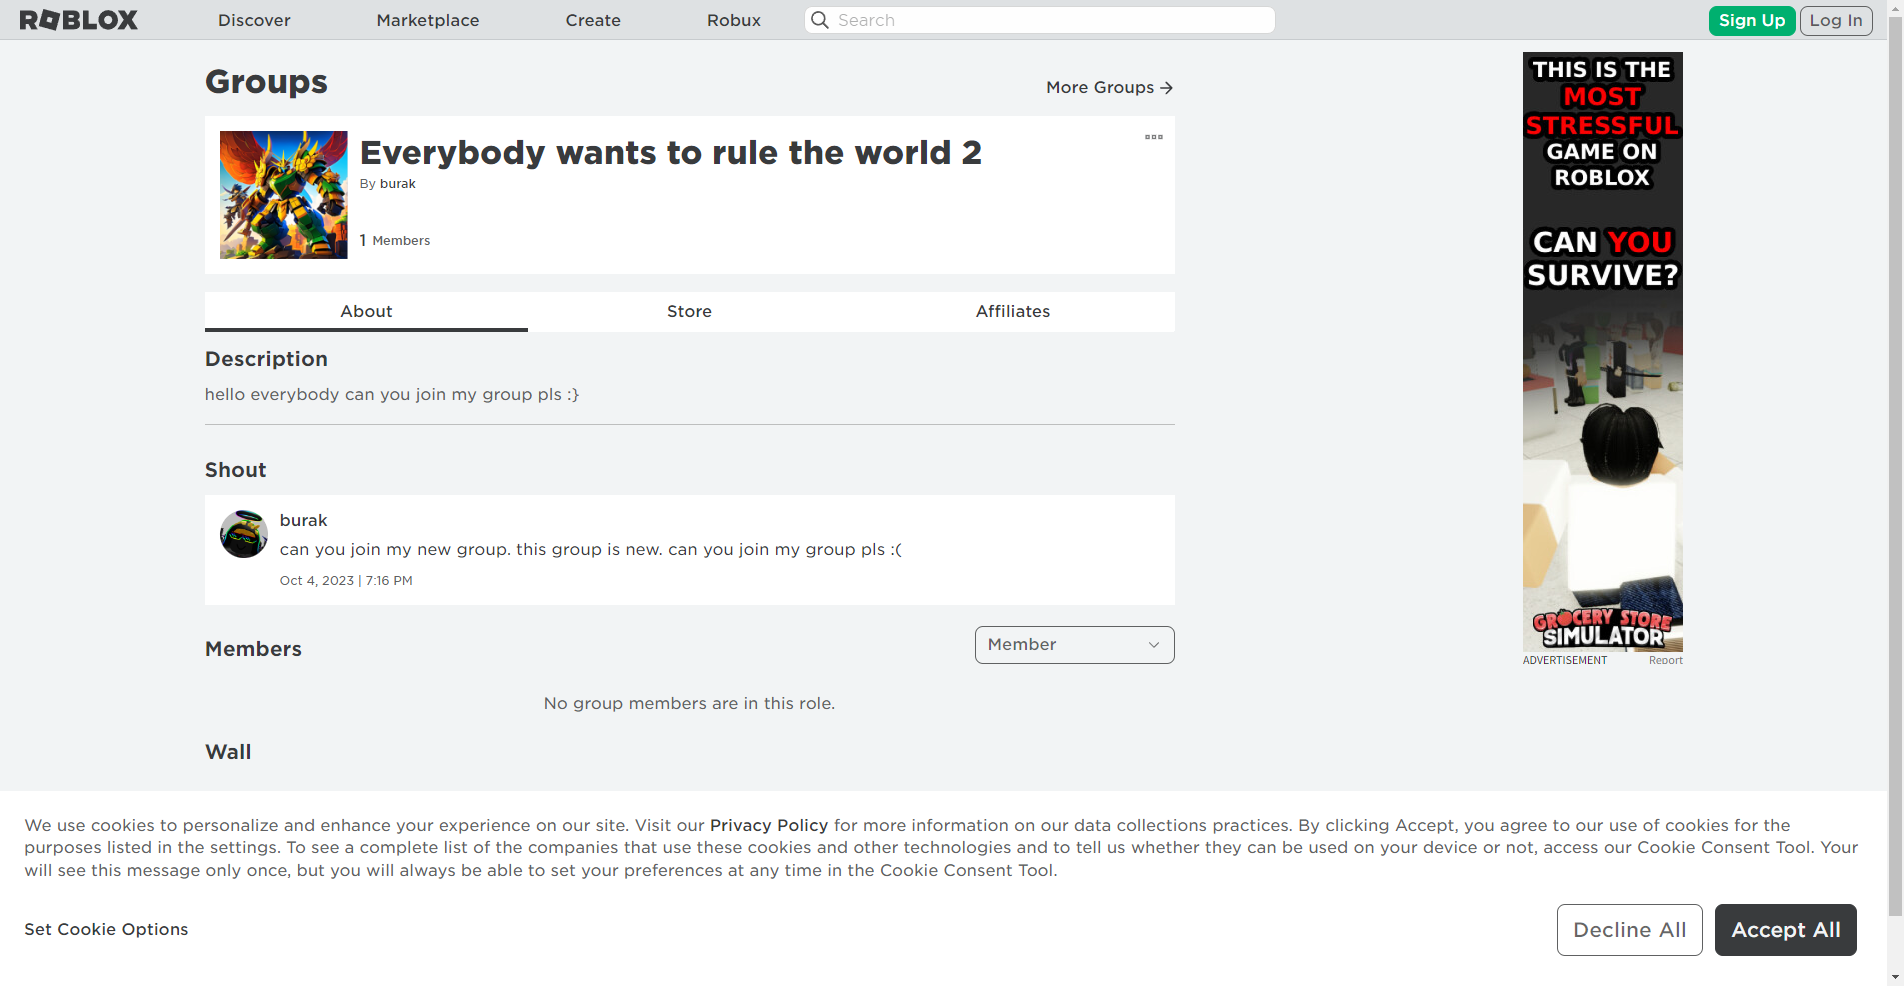 ROBLOX
Discover
Marketplace
Create
Robux
Search
Sign Up
Log In
Groups
More Groups →
Everybody wants to rule the world 2
By burak
1 Members
About
Store
Affiliates
Description
hello everybody can you join my group pls :}
Shout
burak
can you join my new group. this group is new. can you join my group pls :(
Oct 4, 2023 | 7:16 PM
Members
Member
No group members are in this role.
Wall
THIS IS THE
MOST
STRESSFUL
GAME ON
ROBLOX
CAN YOU
SURVIVE?
GROCERY STORE
SIMULATOR
ADVERTISEMENT
Report
We use cookies to personalize and enhance your experience on our site. Visit our Privacy Policy for more information on our data collections practices. By clicking Accept, you agree to our use of cookies for the
purposes listed in the settings. To see a complete list of the companies that use these cookies and other technologies and to tell us whether they can be used on your device or not, access our Cookie Consent Tool. Your
will see this message only once, but you will always be able to set your preferences at any time in the Cookie Consent Tool.
Set Cookie Options
Decline All
Accept All